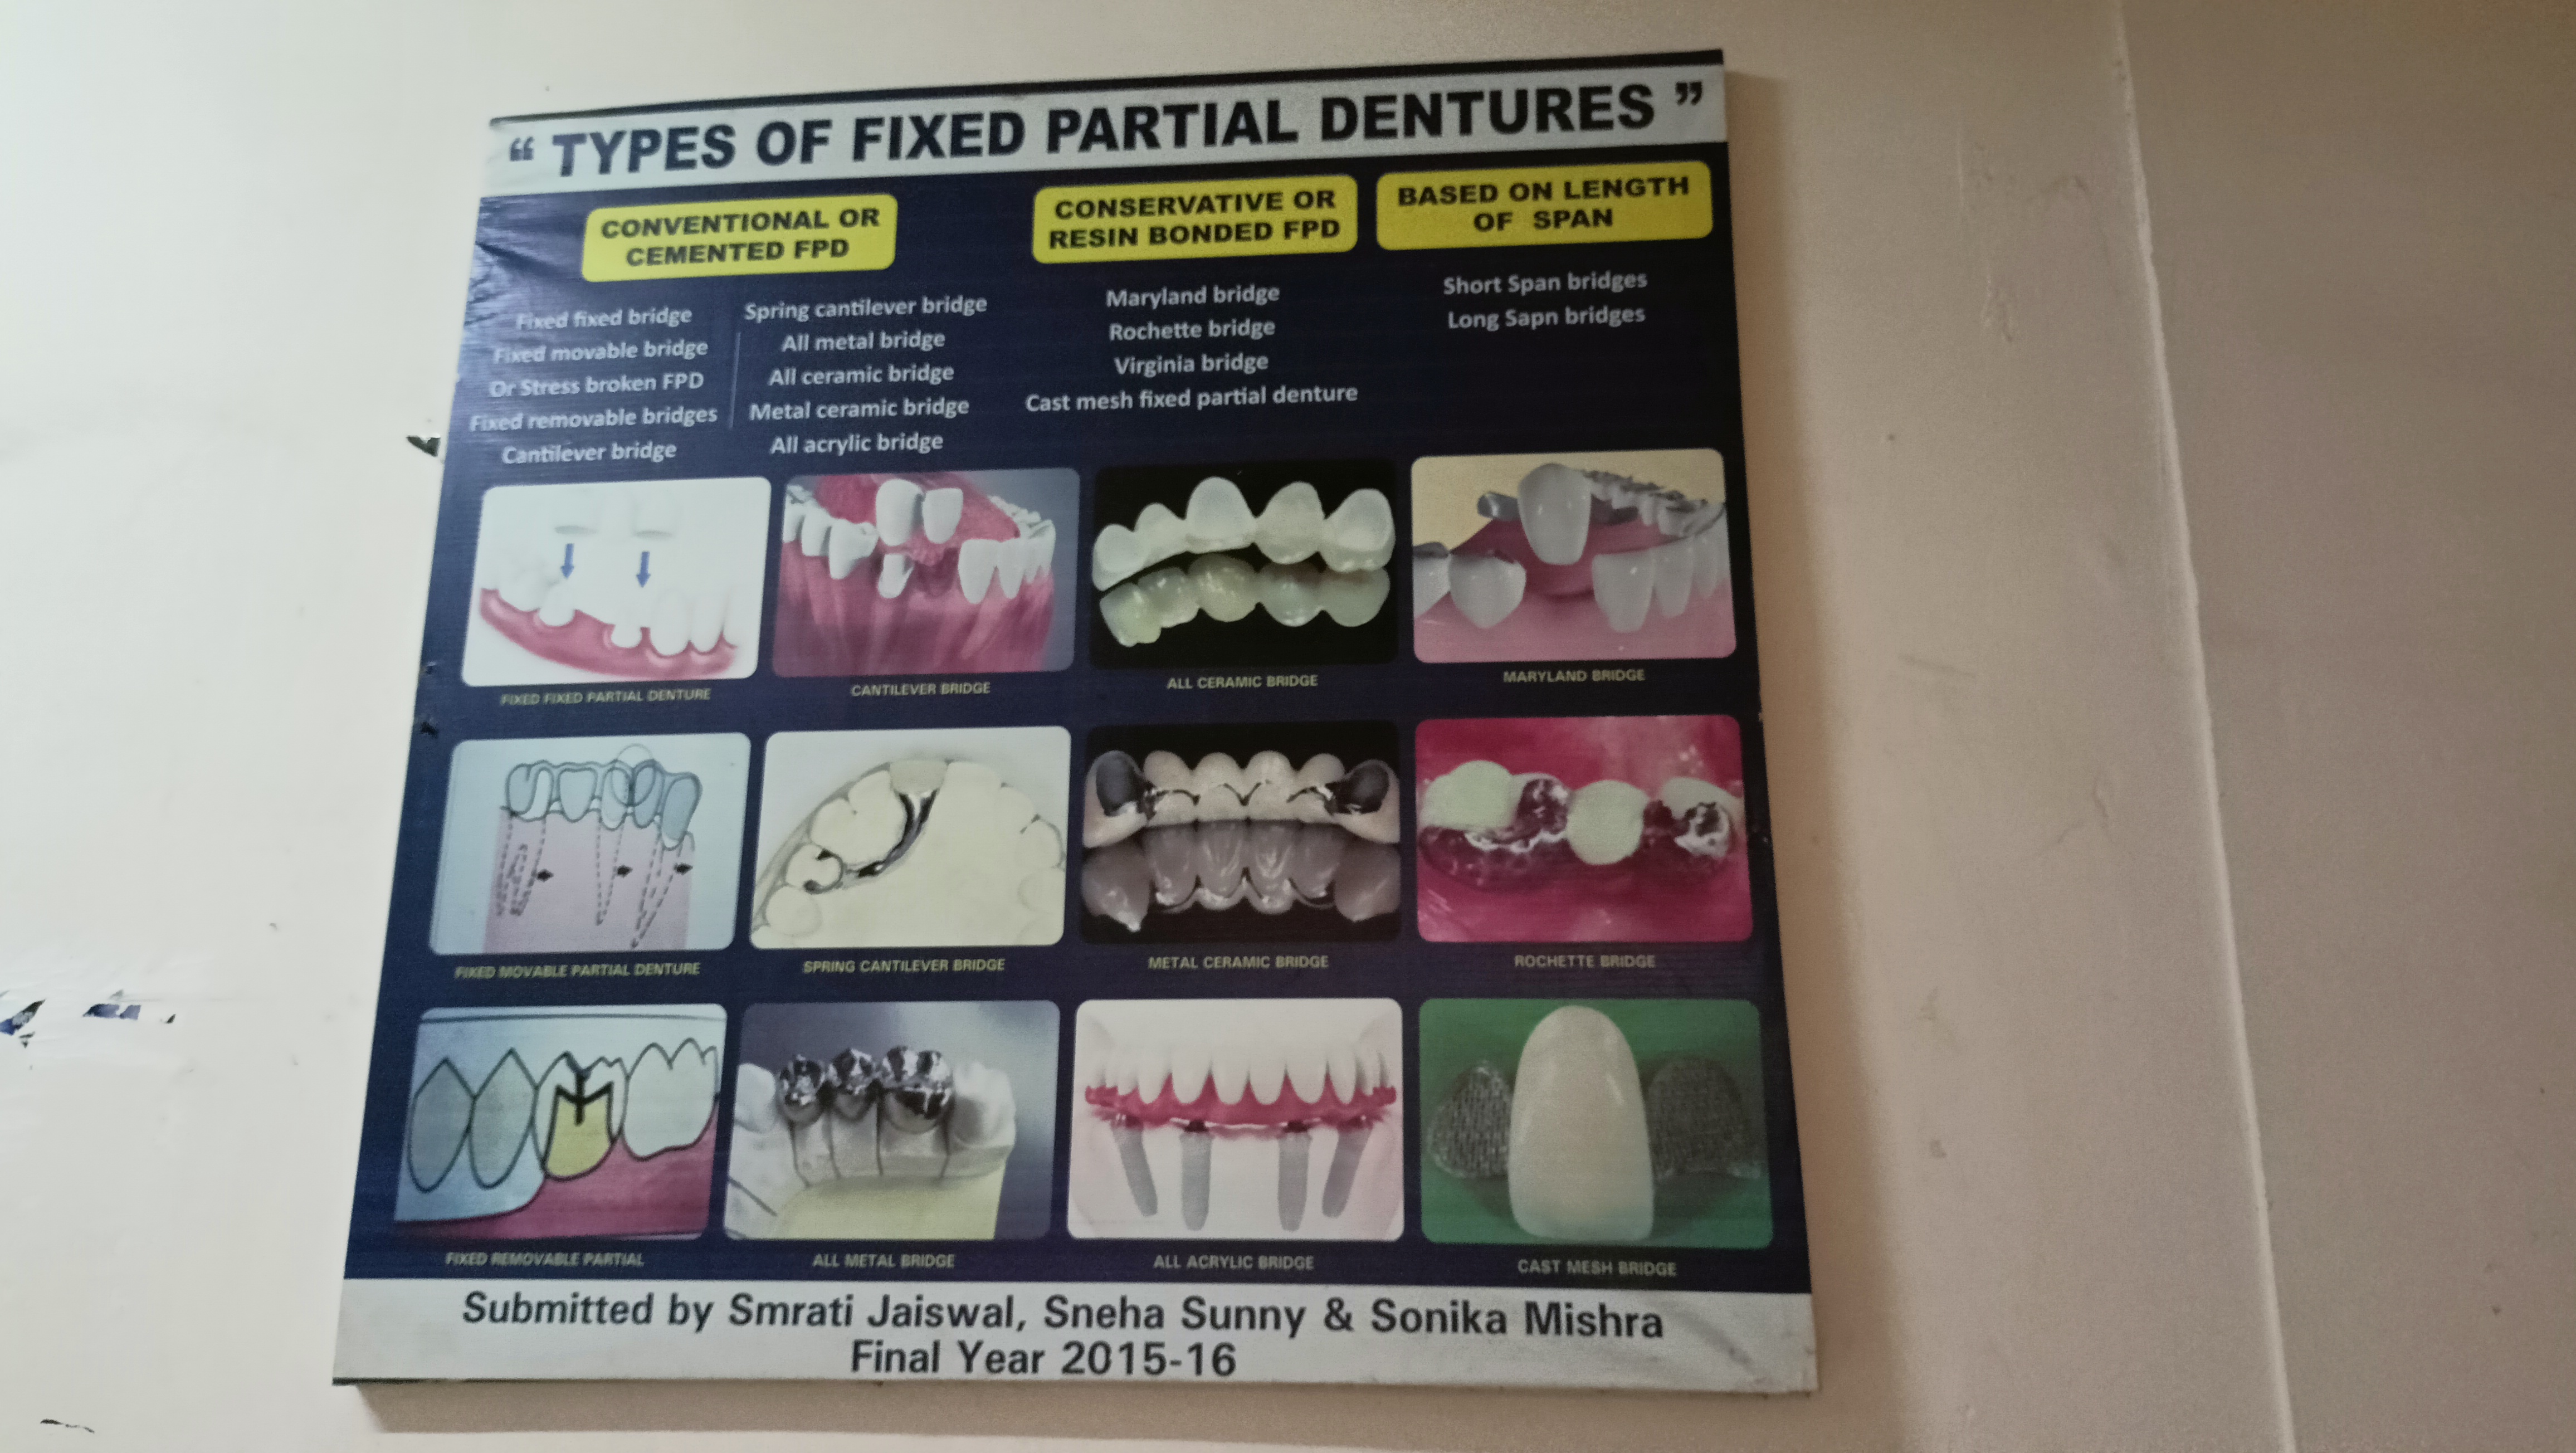 “ TYPES OF FIXED PARTIAL DENTURES ”
CONVENTIONAL OR
CEMENTED FPD
Fixed fixed bridge
Fixed movable bridge
Or Stress broken FPD
Fixed removable bridges
Cantilever bridge
Spring cantilever bridge
All metal bridge
All ceramic bridge
Metal ceramic bridge
All acrylic bridge
CONSERVATIVE OR
RESIN BONDED FPD
Maryland bridge
Rochette bridge
Virginia bridge
Cast mesh fixed partial denture
BASED ON LENGTH
OF SPAN
Short Span bridges
Long Sapn bridges
FIXED FIXED PARTIAL DENTURE
CANTILEVER BRIDGE
ALL CERAMIC BRIDGE
MARYLAND BRIDGE
FIXED MOVABLE PARTIAL DENTURE
SPRING CANTILEVER BRIDGE
METAL CERAMIC BRIDGE
ROCHETTE BRIDGE
FIXED REMOVABLE PARTIAL
ALL METAL BRIDGE
ALL ACRYLIC BRIDGE
CAST MESH BRIDGE
Submitted by Smrati Jaiswal, Sneha Sunny & Sonika Mishra
Final Year 2015-16